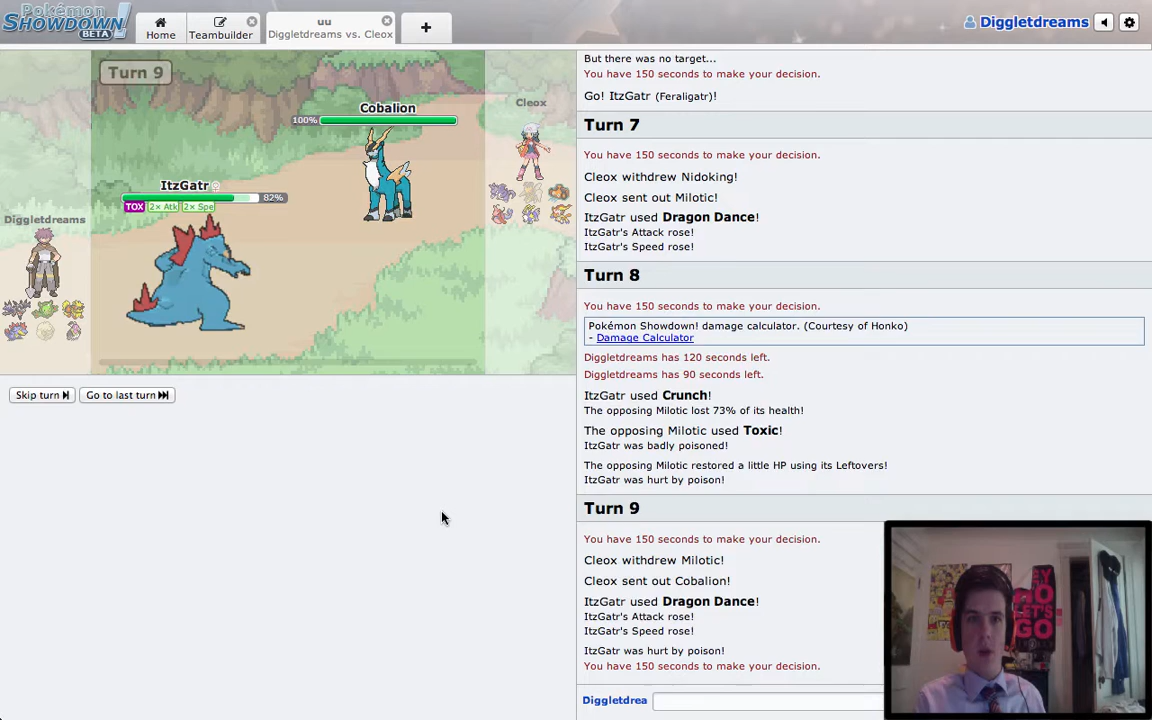 Pokémon
SHOWDOWN!
BETA
Home
Teambuilder
uu
Diggletdreams vs. Cleox
+
Diggletdreams
Turn 9
Cobalion
100%
Cleox
ItzGatr
82%
TOX 2× Atk 2× Spe
Diggletdreams
Skip turn
Go to last turn
But there was no target...
You have 150 seconds to make your decision.
Go! ItzGatr (Feraligatr)!
Turn 7
You have 150 seconds to make your decision.
Cleox withdrew Nidoking!
Cleox sent out Milotic!
ItzGatr used Dragon Dance!
ItzGatr's Attack rose!
ItzGatr's Speed rose!
Turn 8
You have 150 seconds to make your decision.
Pokémon Showdown! damage calculator. (Courtesy of Honko)
- Damage Calculator
Diggletdreams has 120 seconds left.
Diggletdreams has 90 seconds left.
ItzGatr used Crunch!
The opposing Milotic lost 73% of its health!
The opposing Milotic used Toxic!
ItzGatr was badly poisoned!
The opposing Milotic restored a little HP using its Leftovers!
ItzGatr was hurt by poison!
Turn 9
You have 150 seconds to make your decision.
Cleox withdrew Milotic!
Cleox sent out Cobalion!
ItzGatr used Dragon Dance!
ItzGatr's Attack rose!
ItzGatr's Speed rose!
ItzGatr was hurt by poison!
You have 150 seconds to make your decision.
Diggletdrea
HEY
HO
LET'S
GO